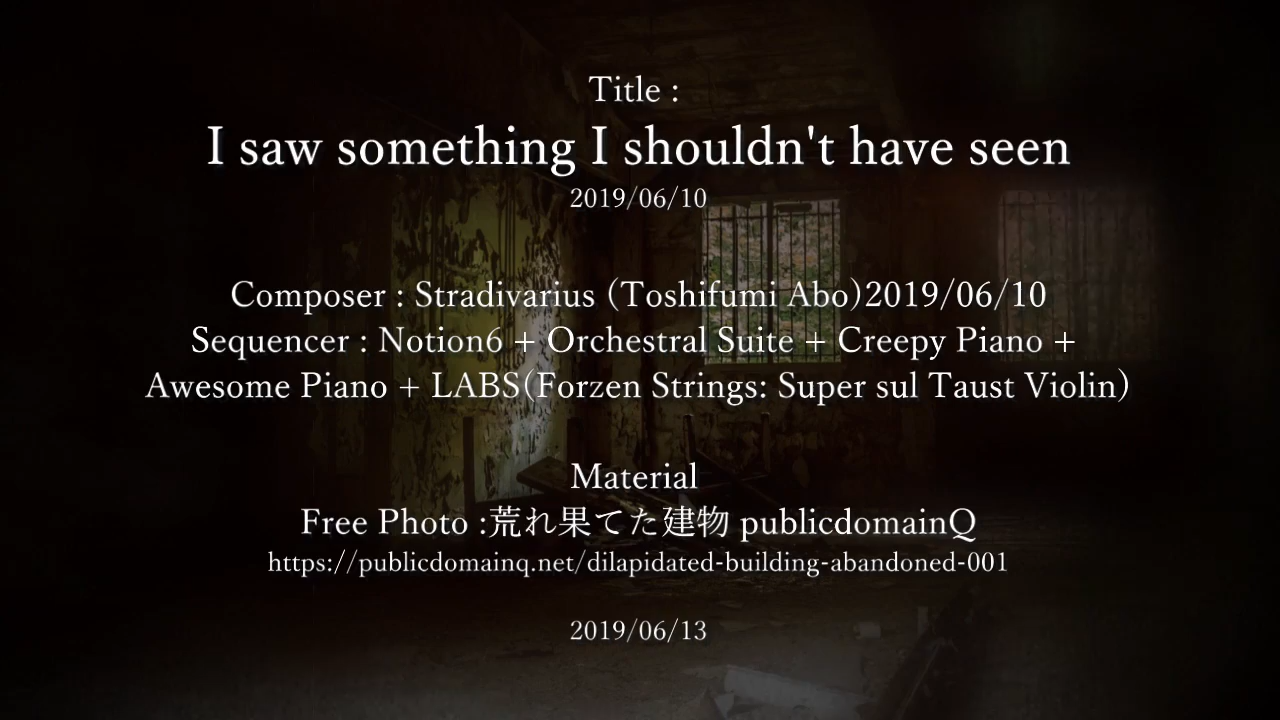 Title :
I saw something I shouldn't have seen
2019/06/10
Composer : Stradivarius (Toshifumi Abo)2019/06/10
Sequencer : Notion6 + Orchestral Suite + Creepy Piano +
Awesome Piano + LABS(Forzen Strings: Super sul Taust Violin)
Material
Free Photo :荒れ果てた建物 publicdomainQ
https://publicdomainq.net/dilapidated-building-abandoned-001
2019/06/13